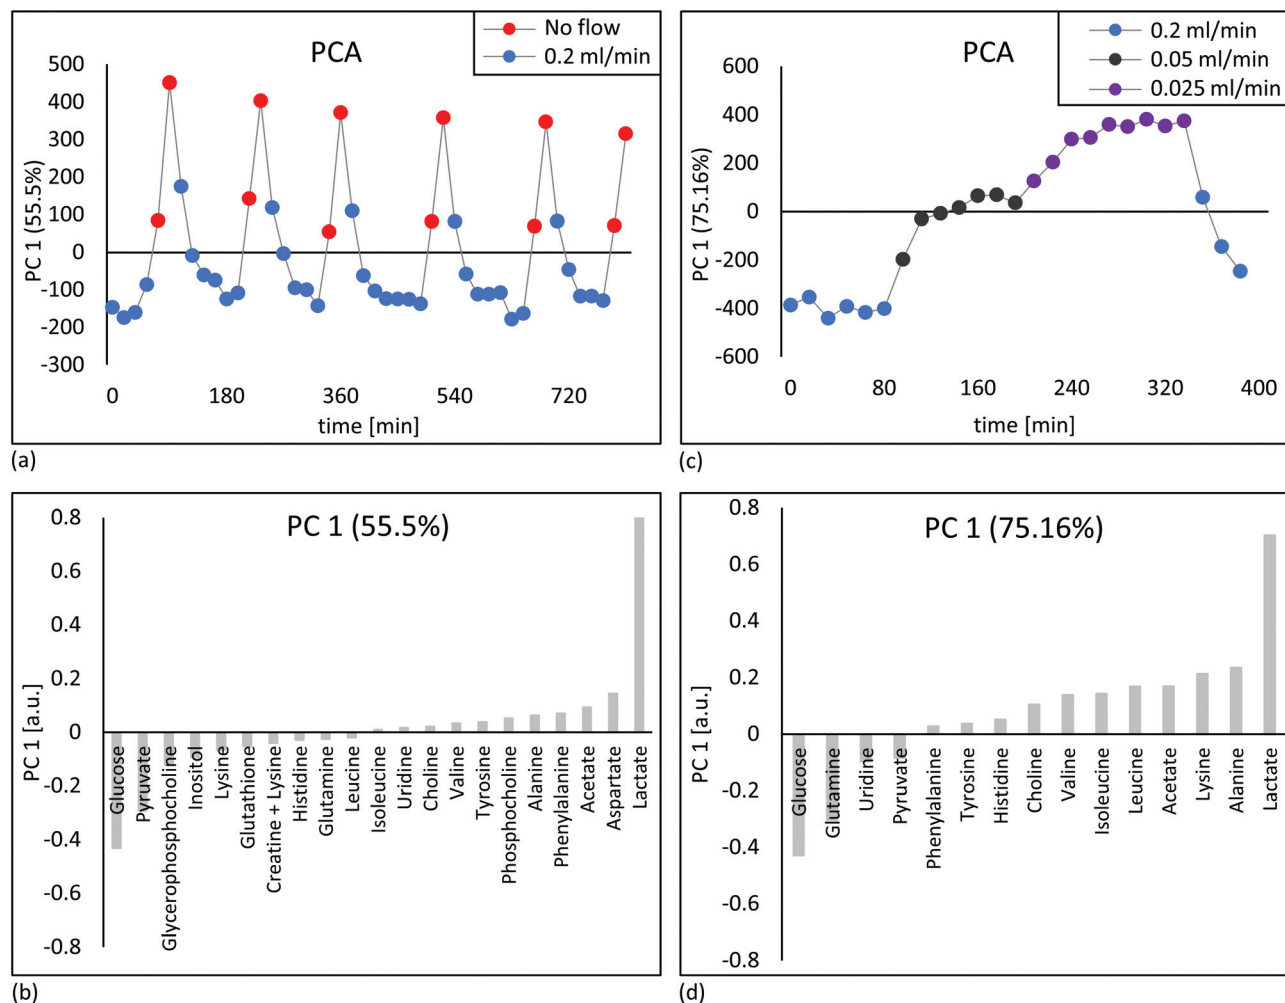 No flow
0.2 ml/min
PCA
500
400
300
200
100
0
-100
-200
-300
PC 1 (55.5%)
0
180
360
540
720
time [min]
(a)
0.2 ml/min
0.05 ml/min
0.025 ml/min
PCA
600
400
200
0
-200
-400
-600
PC 1 (75.16%)
0
80
160
240
320
400
time [min]
(c)
PC 1 (55.5%)
0.8
0.6
0.4
0.2
0
-0.2
-0.4
-0.6
-0.8
PC 1 [a.u.]
Glucose
Pyruvate
Glycerophosphocholine
Inositol
Lysine
Glutathione
Creatine + Lysine
Histidine
Glutamine
Leucine
Isoleucine
Uridine
Choline
Valine
Tyrosine
Phosphocholine
Alanine
Phenylalanine
Acetate
Aspartate
Lactate
(b)
PC 1 (75.16%)
0.8
0.6
0.4
0.2
0
-0.2
-0.4
-0.6
-0.8
PC 1 [a.u.]
Glucose
Glutamine
Uridine
Pyruvate
Phenylalanine
Tyrosine
Histidine
Choline
Valine
Isoleucine
Leucine
Acetate
Lysine
Alanine
Lactate
(d)